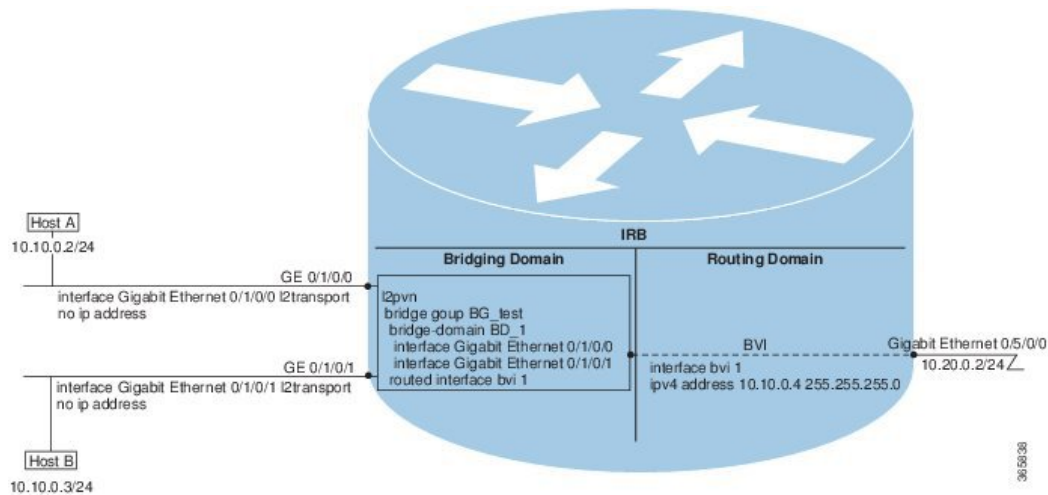 IRB
Bridging Domain
Routing Domain
Host A
10.10.0.2/24
GE 0/1/0/0
interface Gigabit Ethernet 0/1/0/0 l2transport
no ip address
l2pvn
bridge goup BG_test
bridge-domain BD_1
interface Gigabit Ethernet 0/1/0/0
interface Gigabit Ethernet 0/1/0/1
routed interface bvi 1
BVI
interface bvi 1
ipv4 address 10.10.0.4 255.255.255.0
Gigabit Ethernet 0/5/0/0
10.20.0.2/24
GE 0/1/0/1
interface Gigabit Ethernet 0/1/0/1 l2transport
no ip address
Host B
10.10.0.3/24
365838